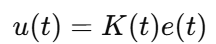 u(t) = K(t)e(t)